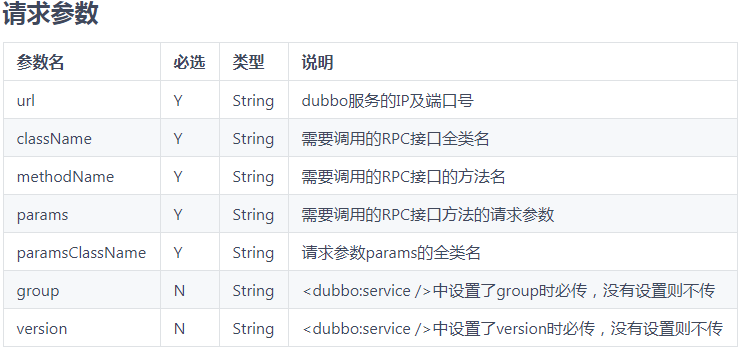 请求参数
参数名 必选 类型 说明
url Y String dubbo服务的IP及端口号
className Y String 需要调用的RPC接口全类名
methodName Y String 需要调用的RPC接口的方法名
params Y String 需要调用的RPC接口方法的请求参数
paramsClassName Y String 请求参数params的全类名
group N String <dubbo:service />中设置了group时必传，没有设置则不传
version N String <dubbo:service />中设置了version时必传，没有设置则不传